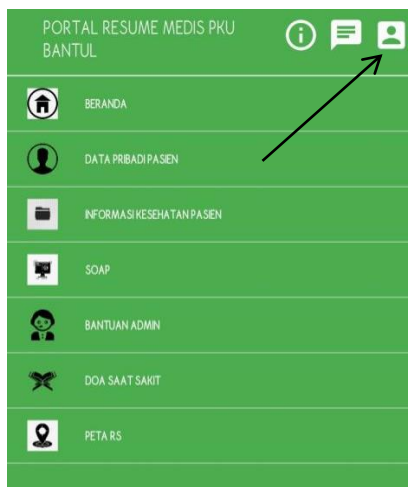 PORTAL RESUME MEDIS PKU
BANTUL
BERANDA
DATA PRIBADI PASIEN
INFORMASI KESEHATAN PASIEN
SOAP
BANTUAN ADMIN
DOA SAAT SAKIT
PETA RS